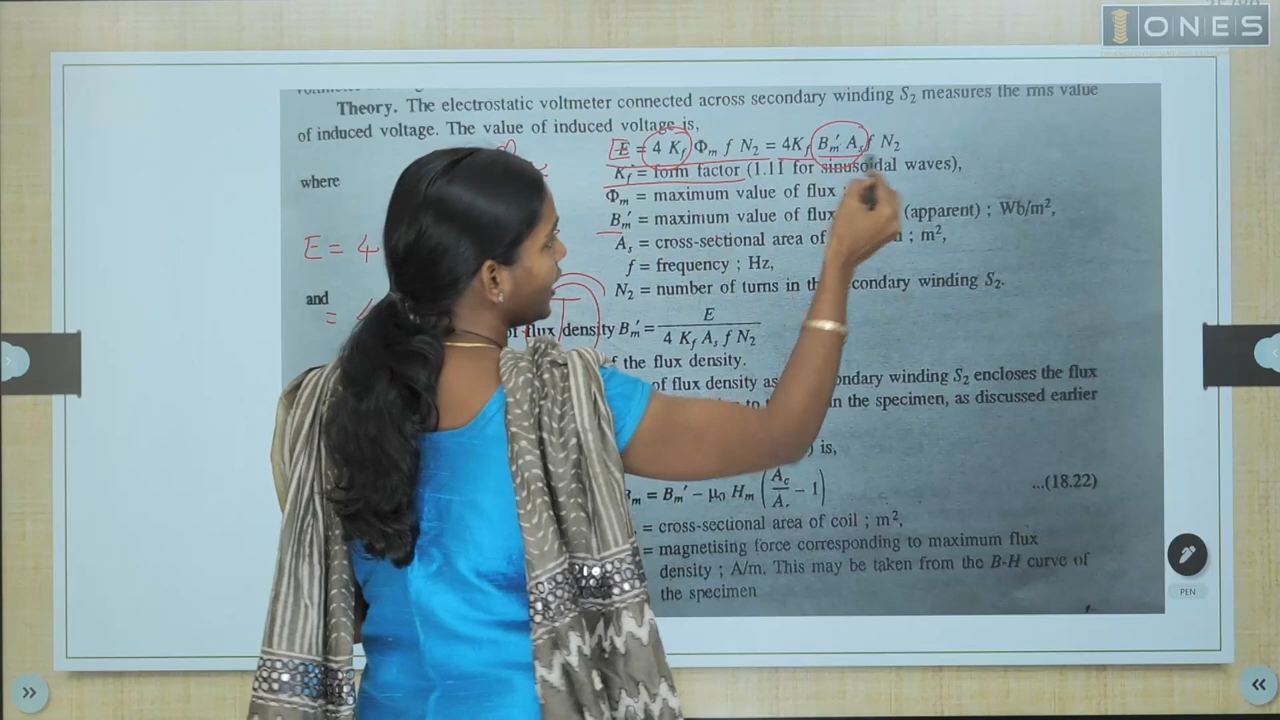 ONES
Theory. The electrostatic voltmeter connected across secondary winding S₂ measures the rms value
of induced voltage. The value of induced voltage is,
E = 4 K_f Φ_m f N₂ = 4K_f B_m′ A_s f N₂
where
K_f = form factor (1.11 for sinusoidal waves),
Φ_m = maximum value of flux ;
B_m′ = maximum value of flux (apparent) ; Wb/m²,
A_s = cross-sectional area of ; m²,
E = 4
f = frequency ; Hz,
and
N₂ = number of turns in condary winding S₂.
=
of flux density B_m′ = E / 4 K_f A_s f N₂
the flux density.
of flux density as ondary winding S₂ encloses the flux
in the specimen, as discussed earlier
is,
B_m = B_m′ − μ₀ H_m (A_c/A_s − 1) ...(18.22)
= cross-sectional area of coil ; m²,
= magnetising force corresponding to maximum flux
density ; A/m. This may be taken from the B-H curve of
the specimen
PEN